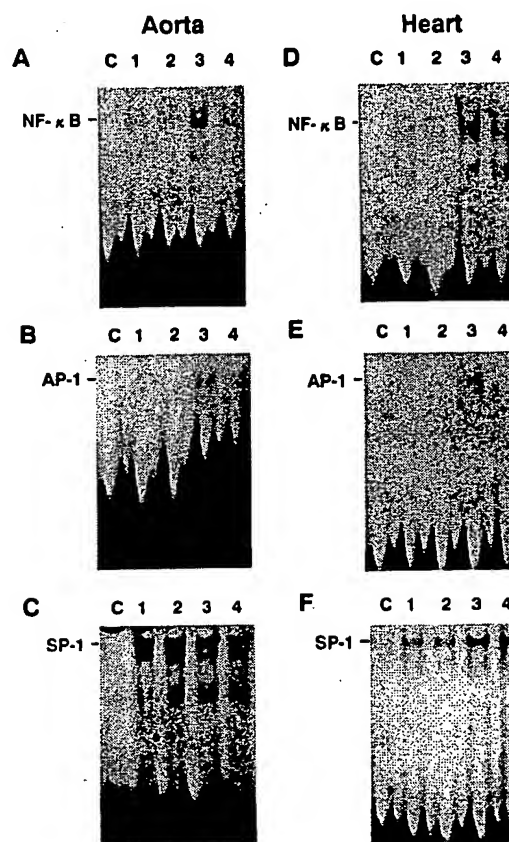 Aorta
Heart
A
C 1 2 3 4
NF-κB
D
C 1 2 3 4
NF-κB
B
C 1 2 3 4
AP-1
E
C 1 2 3 4
AP-1
C
C 1 2 3 4
SP-1
F
C 1 2 3 4
SP-1